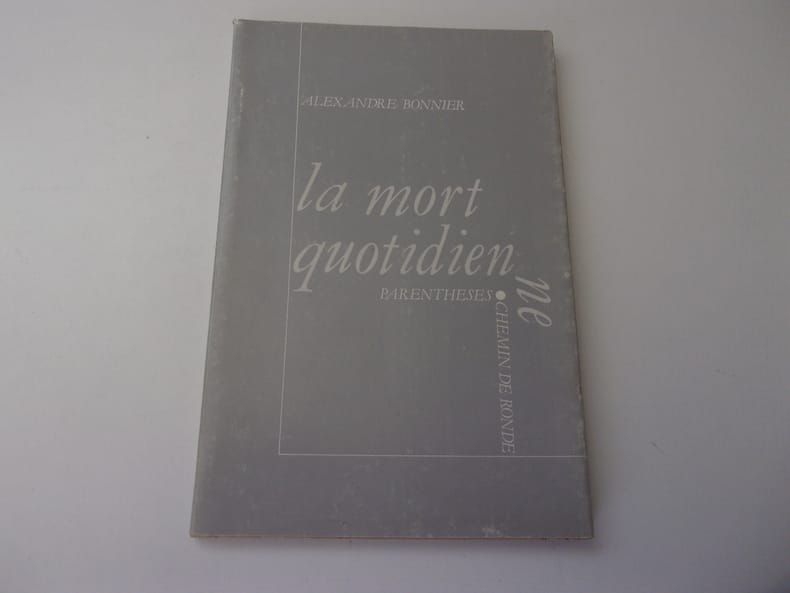 ALEXANDRE BONNIER
la mort
quotidien
ne
PARENTHESES
CHEMIN DE RONDE